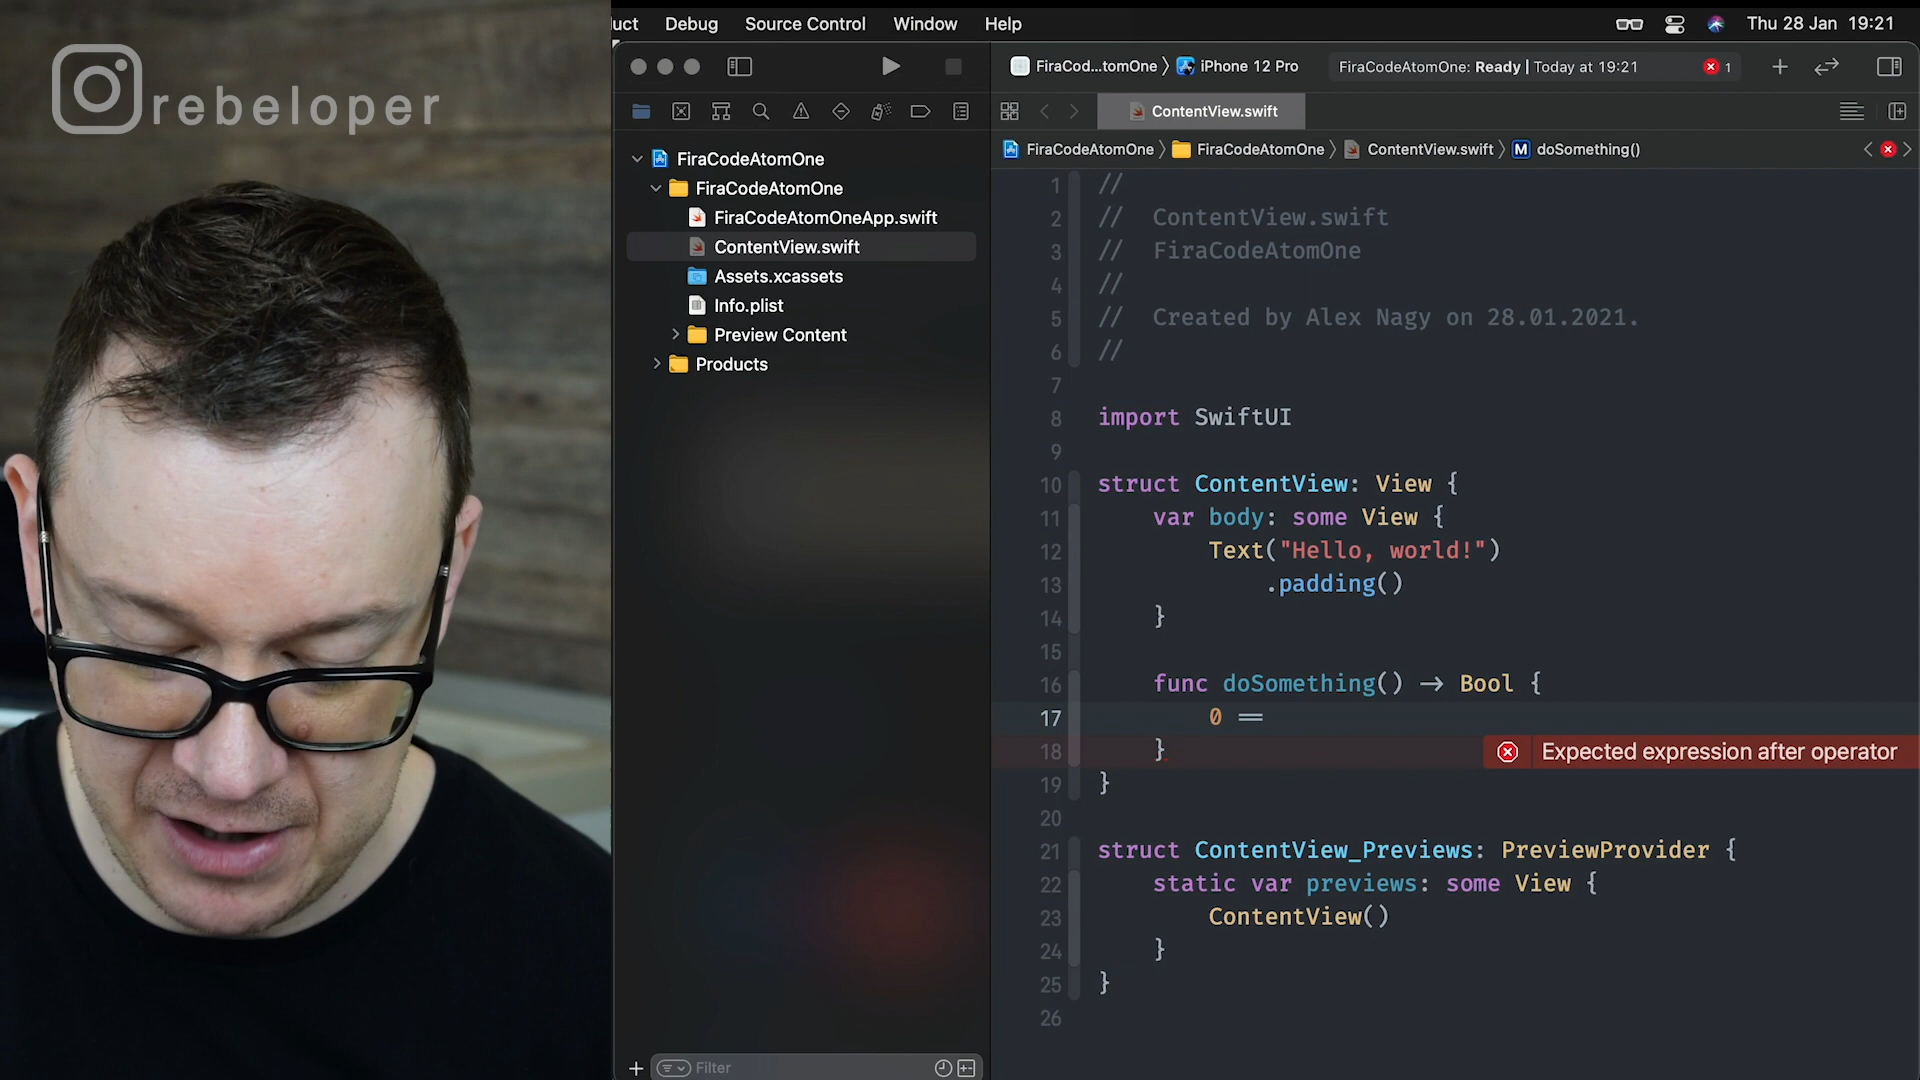 rebeloper
uct Debug Source Control Window Help Thu 28 Jan 19:21
FiraCod...tomOne 〉 iPhone 12 Pro FiraCodeAtomOne: Ready | Today at 19:21 1
ContentView.swift
FiraCodeAtomOne 〉 FiraCodeAtomOne 〉 ContentView.swift 〉 M doSomething()
FiraCodeAtomOne
FiraCodeAtomOne
FiraCodeAtomOneApp.swift
ContentView.swift
Assets.xcassets
Info.plist
Preview Content
Products
Filter
1 //
2 //  ContentView.swift
3 //  FiraCodeAtomOne
4 //
5 //  Created by Alex Nagy on 28.01.2021.
6 //
7
8 import SwiftUI
9
10 struct ContentView: View {
11     var body: some View {
12         Text("Hello, world!")
13             .padding()
14     }
15
16     func doSomething() -> Bool {
17         0 ==
18     } Expected expression after operator
19 }
20
21 struct ContentView_Previews: PreviewProvider {
22     static var previews: some View {
23         ContentView()
24     }
25 }
26